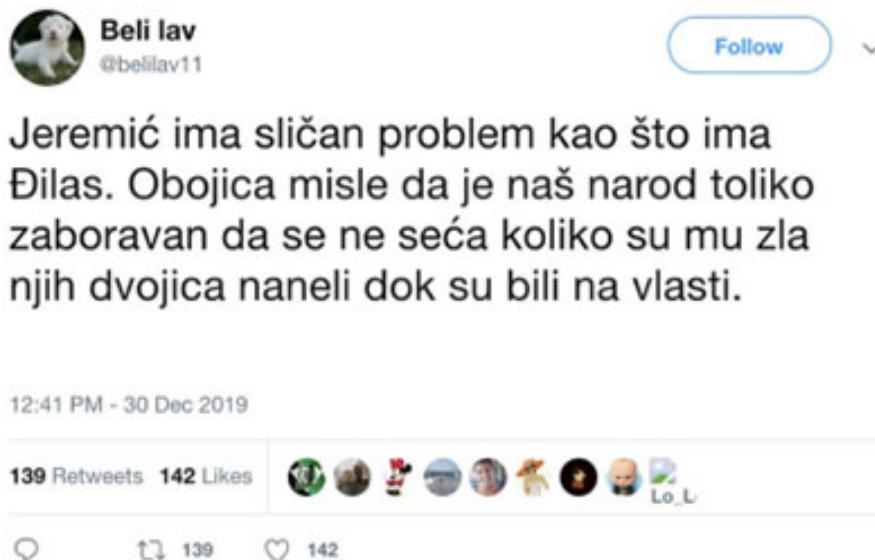 Beli lav
@belilav11
Follow
Jeremić ima sličan problem kao što ima
Đilas. Obojica misle da je naš narod toliko
zaboravan da se ne seća koliko su mu zla
njih dvojica naneli dok su bili na vlasti.
12:41 PM - 30 Dec 2019
139 Retweets 142 Likes
Lo_L
139 142